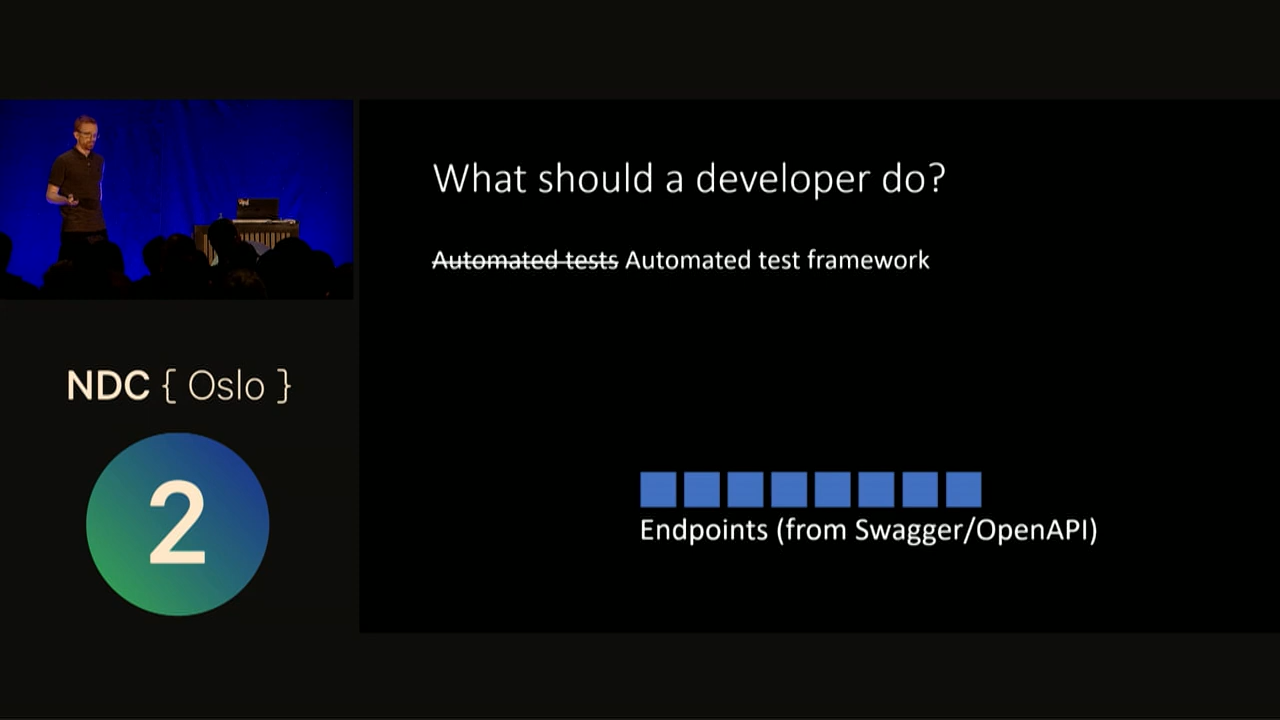 What should a developer do?
Automated tests Automated test framework
Endpoints (from Swagger/OpenAPI)
NDC { Oslo }
2